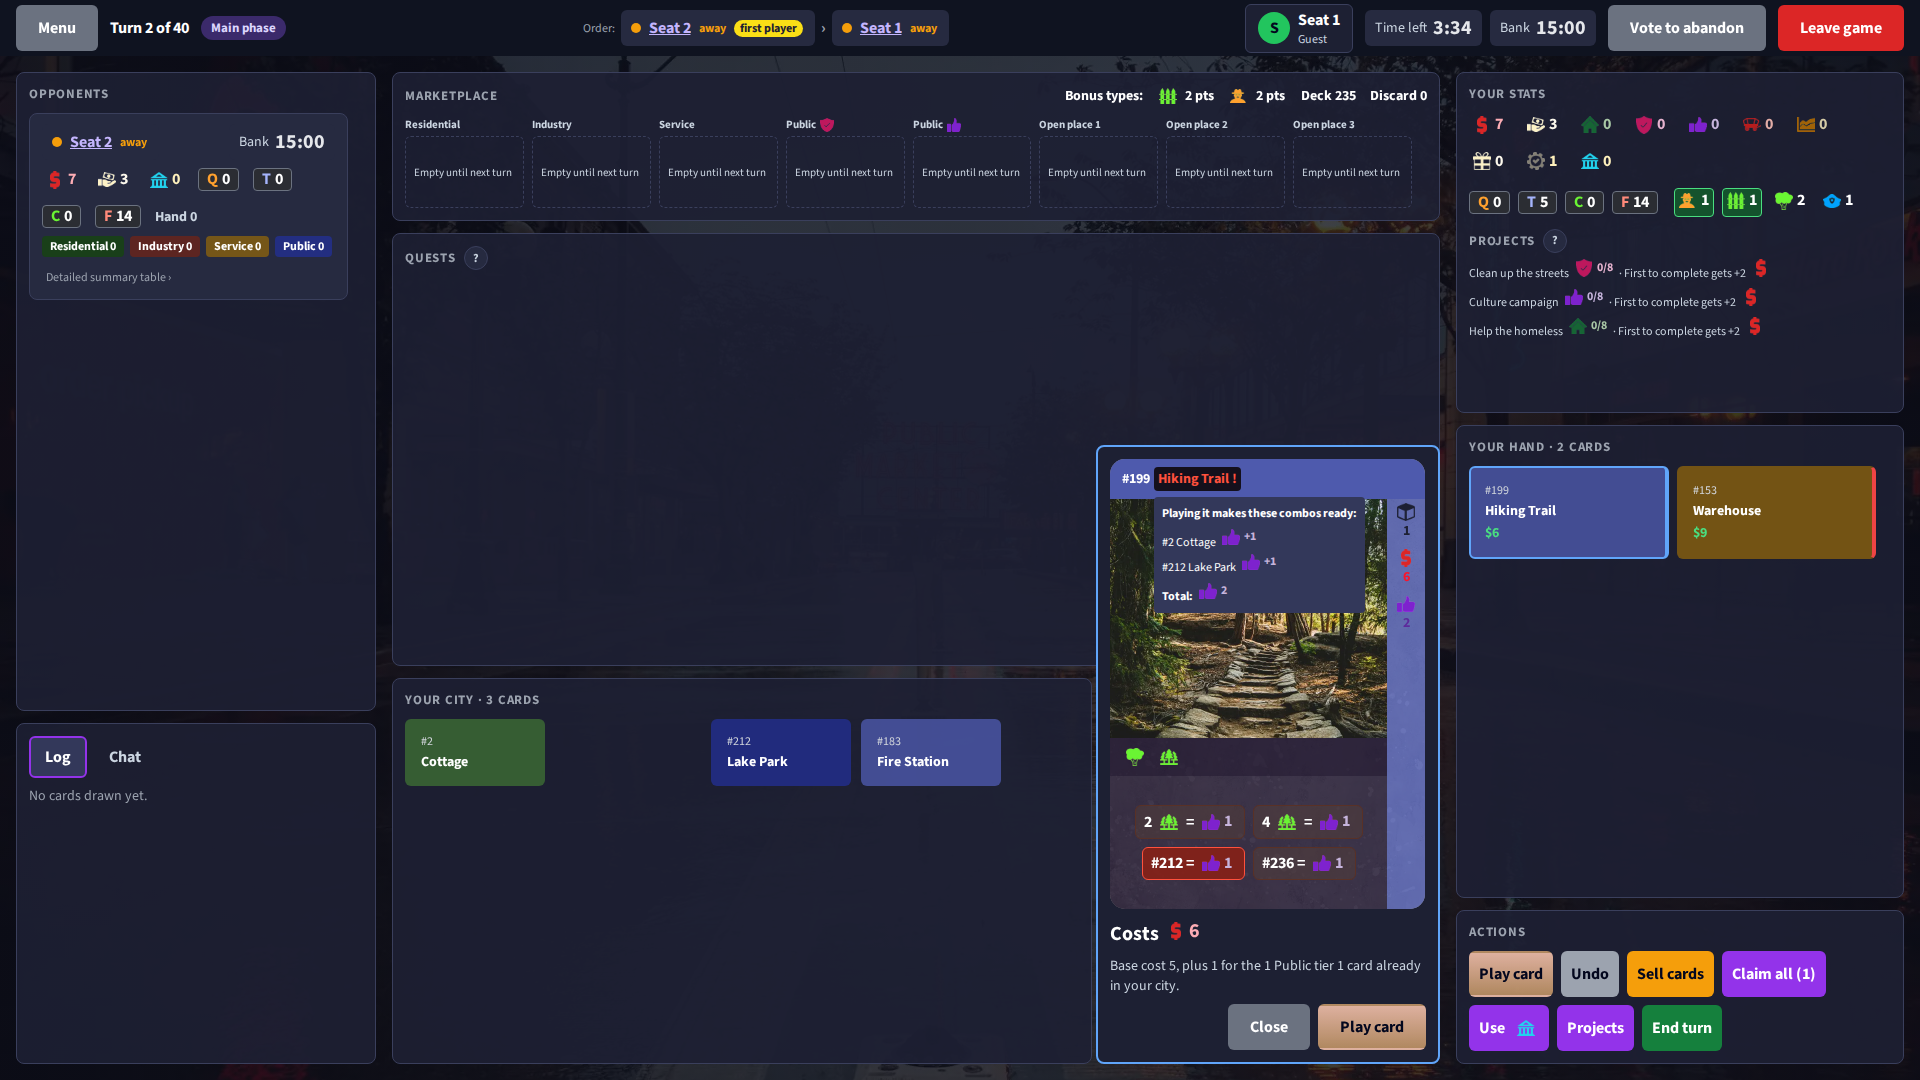 Menu
Turn 2 of 40
Main phase
Order:
Seat 2 away first player
›
Seat 1 away
S
Seat 1
Guest
Time left 3:34
Bank 15:00
Vote to abandon
Leave game
OPPONENTS
Seat 2 away
Bank 15:00
7 3 0 Q 0 T 0
C 0 F 14 Hand 0
Residential 0 Industry 0 Service 0 Public 0
Detailed summary table ›
Log
Chat
No cards drawn yet.
MARKETPLACE
Bonus types: 2 pts 2 pts Deck 235 Discard 0
Residential Industry Service Public Public Open place 1 Open place 2 Open place 3
Empty until next turn Empty until next turn Empty until next turn Empty until next turn Empty until next turn Empty until next turn Empty until next turn Empty until next turn
QUESTS ?
YOUR CITY · 3 CARDS
#2
Cottage
#212
Lake Park
#183
Fire Station
#199 Hiking Trail !
Playing it makes these combos ready:
#2 Cottage +1
#212 Lake Park +1
Total: 2
1
6
2
2 = 1
4 = 1
#212 = 1
#236 = 1
Costs 6
Base cost 5, plus 1 for the 1 Public tier 1 card already
in your city.
Close
Play card
YOUR STATS
7 3 0 0 0 0 0
0 1 0
Q 0 T 5 C 0 F 14 1 1 2 1
PROJECTS ?
Clean up the streets 0/8 · First to complete gets +2
Culture campaign 0/8 · First to complete gets +2
Help the homeless 0/8 · First to complete gets +2
YOUR HAND · 2 CARDS
#199
Hiking Trail
$6
#153
Warehouse
$9
ACTIONS
Play card
Undo
Sell cards
Claim all (1)
Use
Projects
End turn